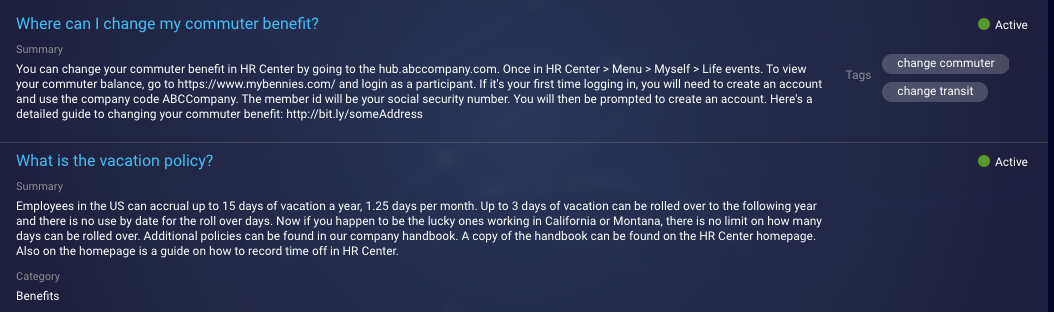 Where can I change my commuter benefit?
Active
Summary
You can change your commuter benefit in HR Center by going to the hub.abccompany.com. Once in HR Center > Menu > Myself > Life events. To view
your commuter balance, go to https://www.mybennies.com/ and login as a participant. If it's your first time logging in, you will need to create an account
and use the company code ABCCompany. The member id will be your social security number. You will then be prompted to create an account. Here's a
detailed guide to changing your commuter benefit: http://bit.ly/someAddress
Tags
change commuter
change transit
What is the vacation policy?
Active
Summary
Employees in the US can accrual up to 15 days of vacation a year, 1.25 days per month. Up to 3 days of vacation can be rolled over to the following year
and there is no use by date for the roll over days. Now if you happen to be the lucky ones working in California or Montana, there is no limit on how many
days can be rolled over. Additional policies can be found in our company handbook. A copy of the handbook can be found on the HR Center homepage.
Also on the homepage is a guide on how to record time off in HR Center.
Category
Benefits